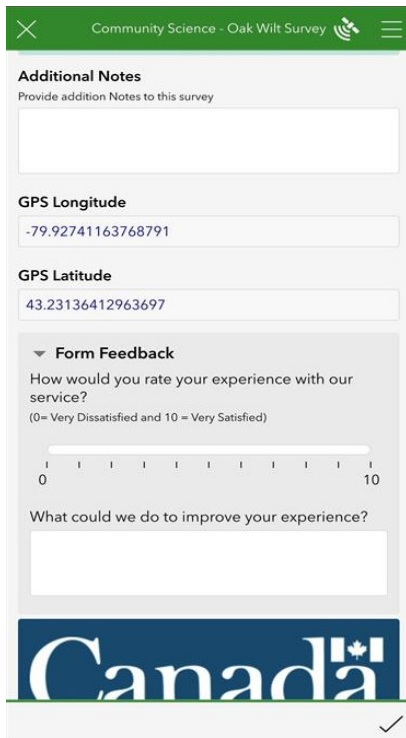 Community Science - Oak Wilt Survey
Additional Notes
Provide addition Notes to this survey
GPS Longitude
-79.92741163768791
GPS Latitude
43.23136412963697
Form Feedback
How would you rate your experience with our
service?
(0= Very Dissatisfied and 10 = Very Satisfied)
0 10
What could we do to improve your experience?
Canada